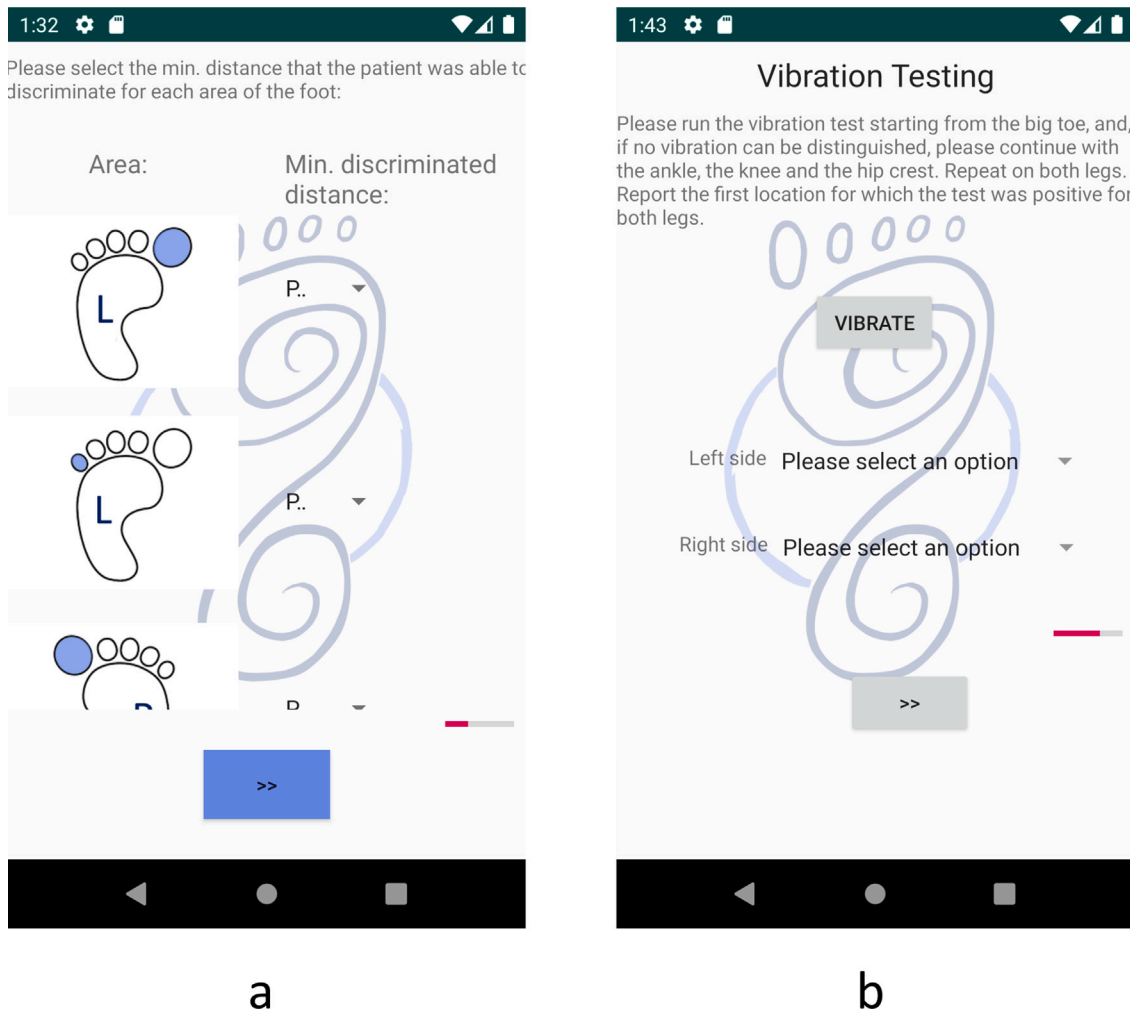 1:32
Please select the min. distance that the patient was able to
discriminate for each area of the foot:
Area:
Min. discriminated
distance:
L
P..
L
P..
>>
a
1:43
Vibration Testing
Please run the vibration test starting from the big toe, and,
if no vibration can be distinguished, please continue with
the ankle, the knee and the hip crest. Repeat on both legs.
Report the first location for which the test was positive for
both legs.
VIBRATE
Left side Please select an option
Right side Please select an option
>>
b